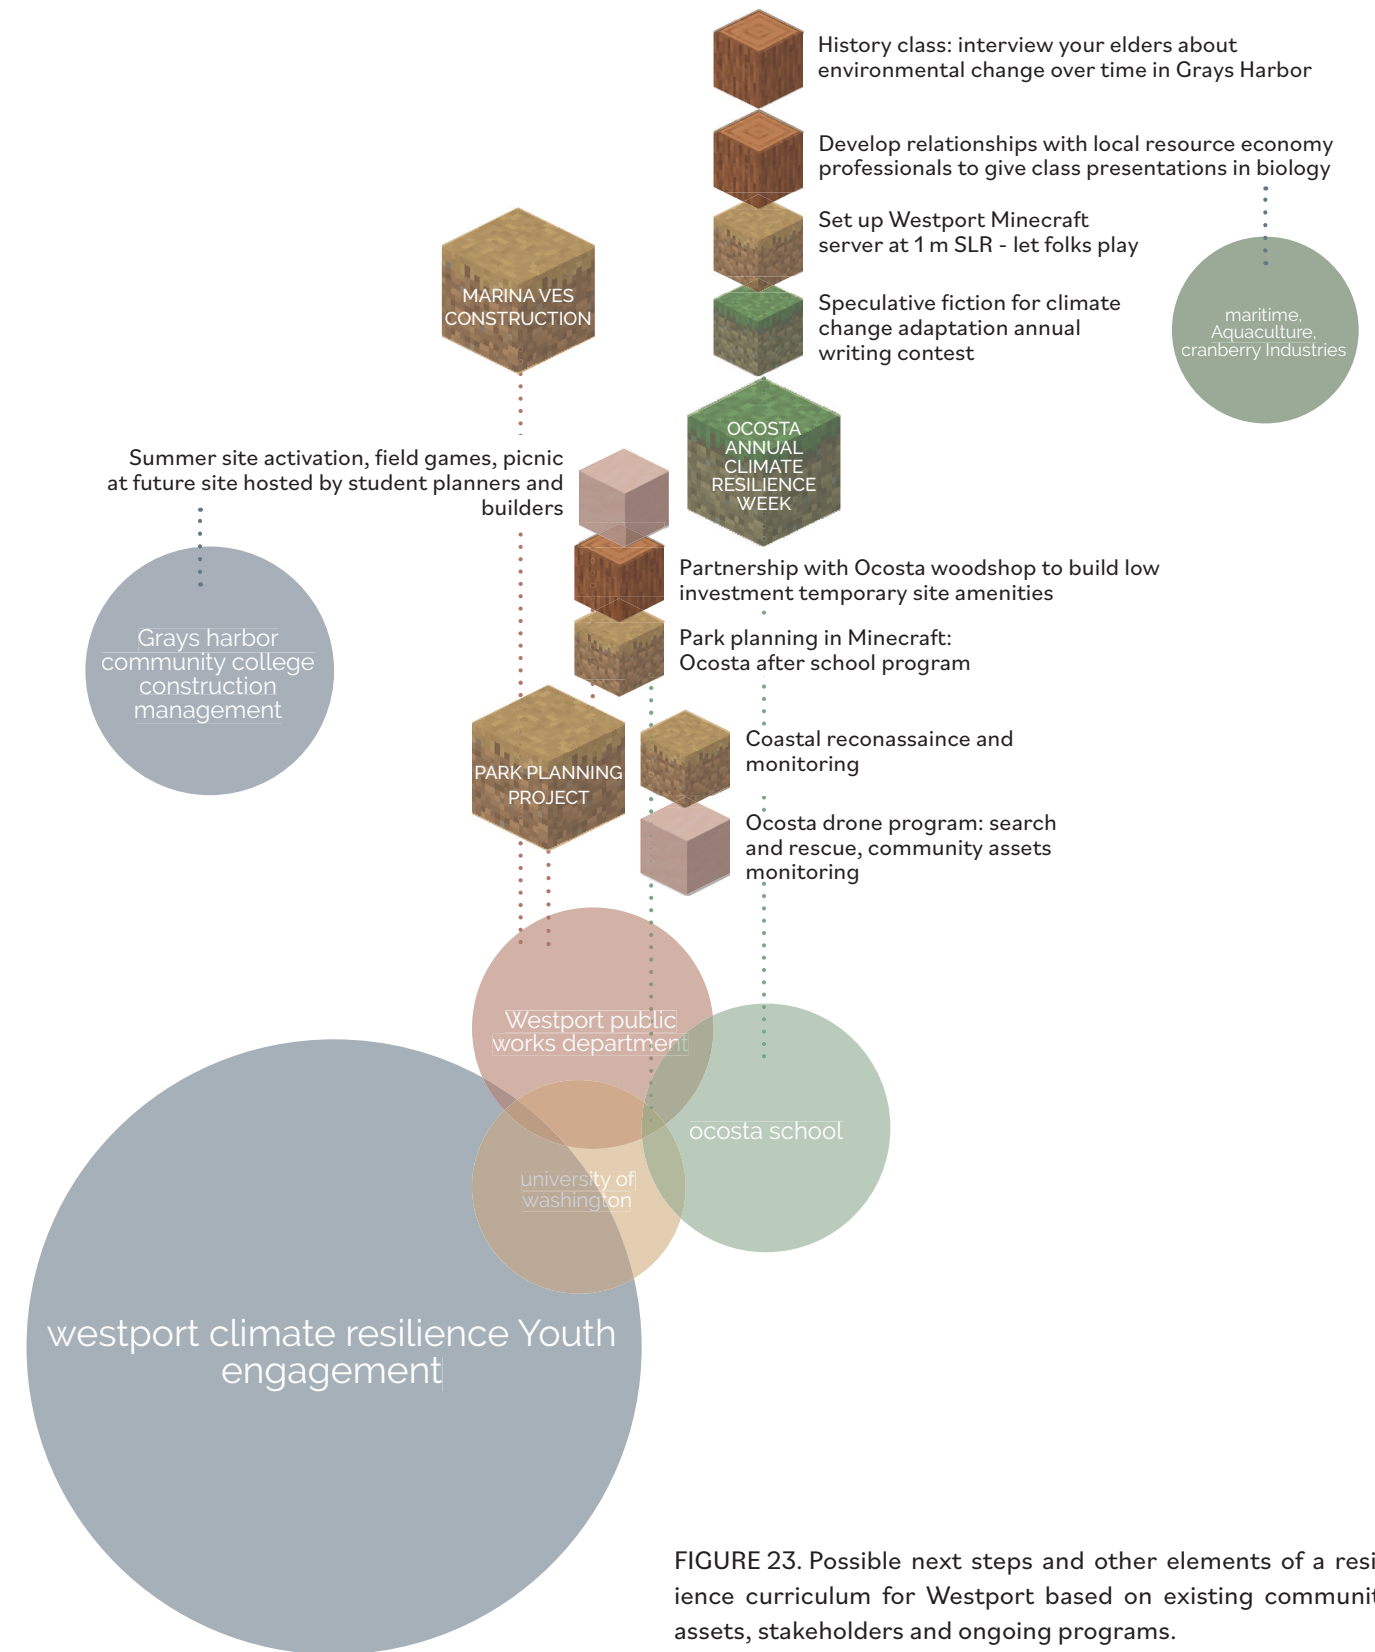 History class: interview your elders about
environmental change over time in Grays Harbor
Develop relationships with local resource economy
professionals to give class presentations in biology
Set up Westport Minecraft
server at 1 m SLR - let folks play
MARINA VES
CONSTRUCTION
Speculative fiction for climate
change adaptation annual
writing contest
maritime,
Aquaculture,
cranberry Industries
OCOSTA
ANNUAL
CLIMATE
RESILIENCE
WEEK
Summer site activation, field games, picnic
at future site hosted by student planners and
builders
Partnership with Ocosta woodshop to build low
investment temporary site amenities
Park planning in Minecraft:
Ocosta after school program
Grays harbor
community college
construction
management
Coastal reconassaince and
monitoring
PARK PLANNING
PROJECT
Ocosta drone program: search
and rescue, community assets
monitoring
Westport public
works department
ocosta school
university of
washington
westport climate resilience Youth
engagement
FIGURE 23. Possible next steps and other elements of a resi
ience curriculum for Westport based on existing communit
assets, stakeholders and ongoing programs.